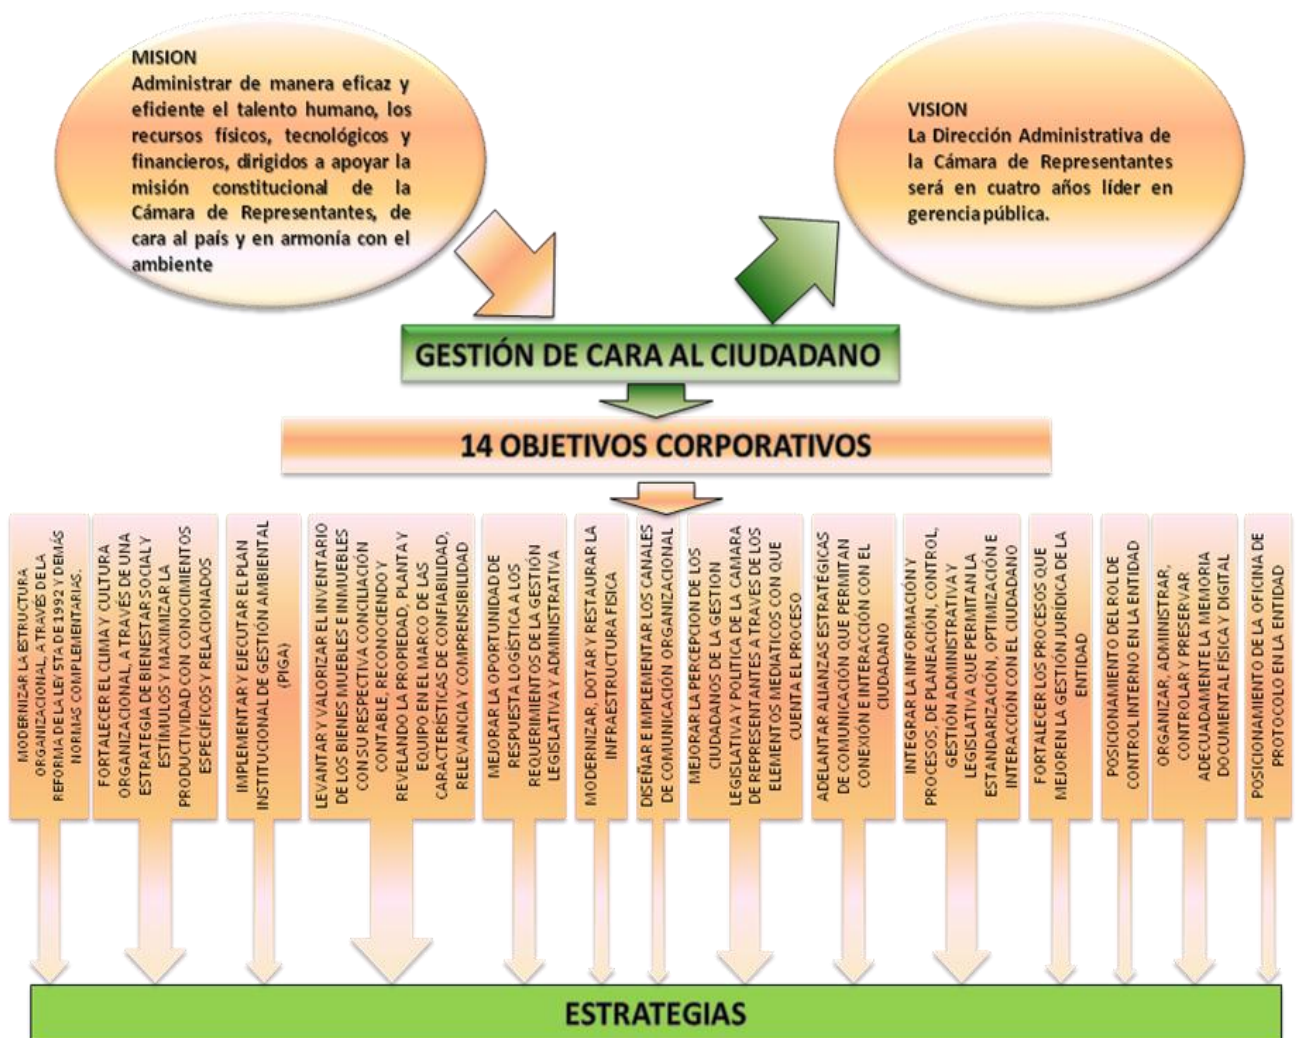 MISION
Administrar de manera eficaz y
eficiente el talento humano, los
recursos físicos, tecnológicos y
financieros, dirigidos a apoyar la
misión constitucional de la
Cámara de Representantes, de
cara al país y en armonía con el
ambiente
VISION
La Dirección Administrativa de
la Cámara de Representantes
será en cuatro años líder en
gerencia pública.
GESTIÓN DE CARA AL CIUDADANO
14 OBJETIVOS CORPORATIVOS
MODERNIZAR LA ESTRUCTURA
ORGANIZACIONAL, A TRAVES DE LA
REFORMA DE LA LEY 5TA DE 1992 Y DEMÁS
NORMAS COMPLEMENTARIAS.
FORTALECER EL CLIMA Y CULTURA
ORGANIZACIONAL, A TRAVÉS DE UNA
ESTRATEGIA DE BIENESTAR SOCIAL Y
ESTIMULOS Y MAXIMIZAR LA
PRODUCTIVIDAD CON CONOCIMIENTOS
ESPECÍFICOS Y RELACIONADOS
IMPLEMENTAR Y EJECUTAR EL PLAN
INSTITUCIONAL DE GESTIÓN AMBIENTAL
(PIGA)
LEVANTAR Y VALORIZAR EL INVENTARIO
DE LOS BIENES MUEBLES E INMUEBLES
CON SU RESPECTIVA CONCILIACIÓN
CONTABLE, RECONOCIENDO Y
REVELANDO LA PROPIEDAD, PLANTA Y
EQUIPO EN EL MARCO DE LAS
CARACTERÍSTICAS DE CONFIABILIDAD,
RELEVANCIA Y COMPRENSIBILIDAD
MEJORAR LA OPORTUNIDAD DE
RESPUESTA LOGÍSTICA A LOS
REQUERIMIENTOS DE LA GESTIÓN
LEGISLATIVA Y ADMINISTRATIVA
MODERNIZAR, DOTAR Y RESTAURAR LA
INFRAESTRUCTURA FISICA
DISEÑAR E IMPLEMENTAR LOS CANALES
DE COMUNICACIÓN ORGANIZACIONAL
MEJORAR LA PERCEPCION DE LOS
CIUDADANOS DE LA GESTION
LEGISLATIVA Y POLITICA DE LA CAMARA
DE REPRESENTANTES A TRAVES DE LOS
ELEMENTOS MEDIATICOS CON QUE
CUENTA EL PROCESO
ADELANTAR ALIANZAS ESTRATÉGICAS
DE COMUNICACIÓN QUE PERMITAN
CONEXIÓN E INTERACCIÓN CON EL
CIUDADANO
INTEGRAR LA INFORMACIÓN Y
PROCESOS, DE PLANEACIÓN, CONTROL,
GESTIÓN ADMINISTRATIVA Y
LEGISLATIVA QUE PERMITAN LA
ESTANDARIZACIÓN, OPTIMIZACIÓN E
INTERACCIÓN CON EL CIUDADANO
FORTALECER LOS PROCESOS QUE
MEJOREN LA GESTIÓN JURÍDICA DE LA
ENTIDAD
POSICIONAMIENTO DEL ROL DE
CONTROL INTERNO EN LA ENTIDAD
ORGANIZAR, ADMINISTRAR,
CONTROLAR Y PRESERVAR
ADECUADAMENTE LA MEMORIA
DOCUMENTAL FÍSICA Y DIGITAL
POSICIONAMIENTO DE LA OFICINA DE
PROTOCOLO EN LA ENTIDAD
ESTRATEGIAS